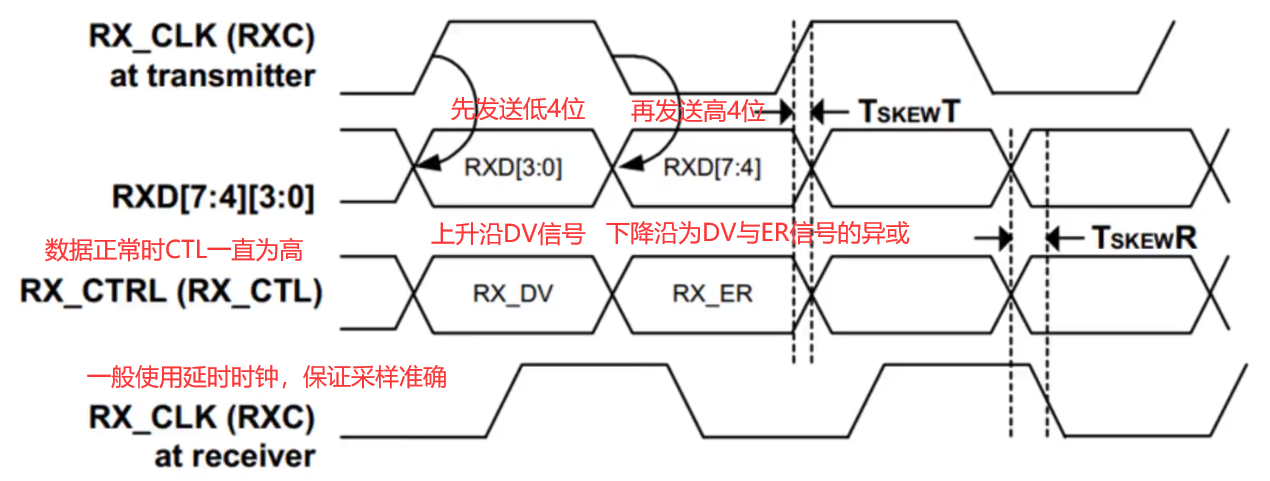 RX_CLK (RXC)
at transmitter
先发送低4位
再发送高4位
TSKEWT
RXD[7:4][3:0]
RXD[3:0]
RXD[7:4]
数据正常时CTL一直为高
上升沿DV信号
下降沿为DV与ER信号的异或
TSKEWR
RX_CTRL (RX_CTL)
RX_DV
RX_ER
一般使用延时时钟，保证采样准确
RX_CLK (RXC)
at receiver